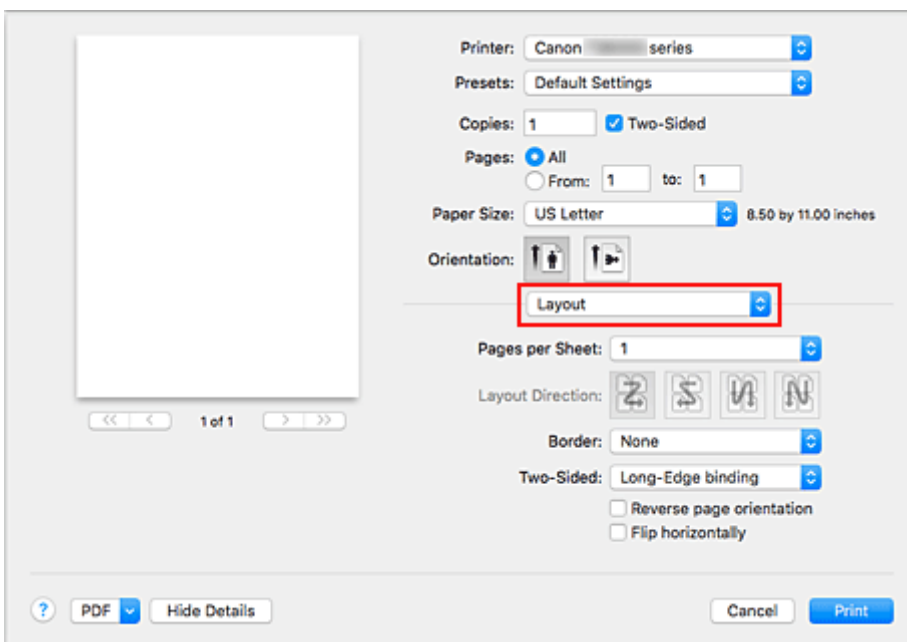 Printer: Canon series
Presets: Default Settings
Copies: 1 Two-Sided
Pages: All
From: 1 to: 1
Paper Size: US Letter 8.50 by 11.00 inches
Orientation:
Layout
Pages per Sheet: 1
Layout Direction:
Border: None
Two-Sided: Long-Edge binding
Reverse page orientation
Flip horizontally
<< < 1 of 1 > >>
? PDF Hide Details Cancel Print